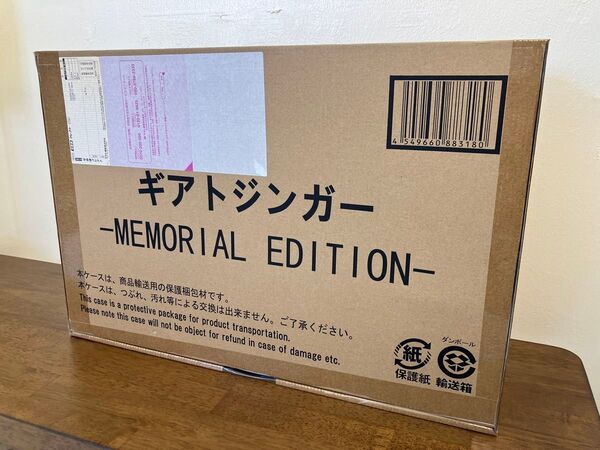 4 549660 883180
ギアトジンガー
-MEMORIAL EDITION-
本ケースは、商品輸送用の保護梱包材です。
本ケースは、つぶれ、汚れ等による交換は出来ません。ご了承ください。
This case is a protective package for product transportation.
Please note this case will not be object for refund in case of damage etc.
紙
保護紙
ダンボール
輸送箱